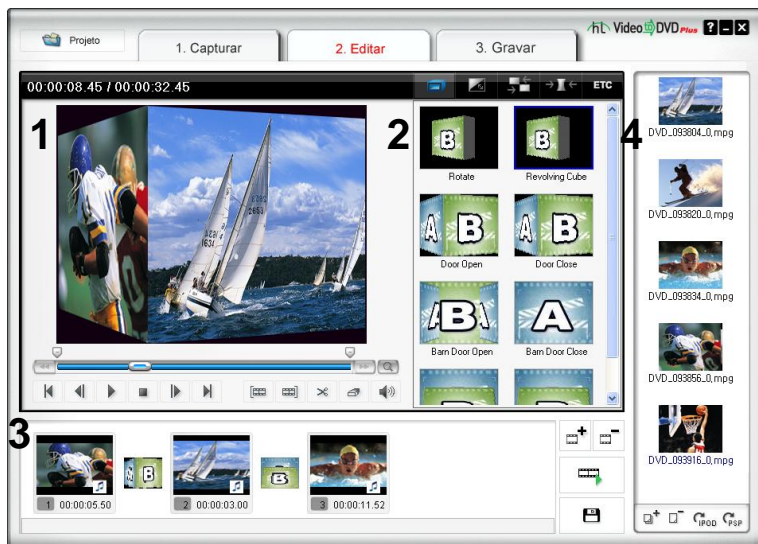 Projeto
1. Capturar
2. Editar
3. Gravar
hL Video DVD Plus ? – X
00:00:08.45 / 00:00:32.45
ETC
1
2
4
Rotate
Revolving Cube
Door Open
Door Close
Barn Door Open
Barn Door Close
DVD_093804_0,mpg
DVD_093820_0,mpg
DVD_093834_0,mpg
DVD_093856_0,mpg
DVD_093916_0,mpg
3
1 00:00:05.50
2 00:00:03.00
3 00:00:11.52
IPOD
PSP